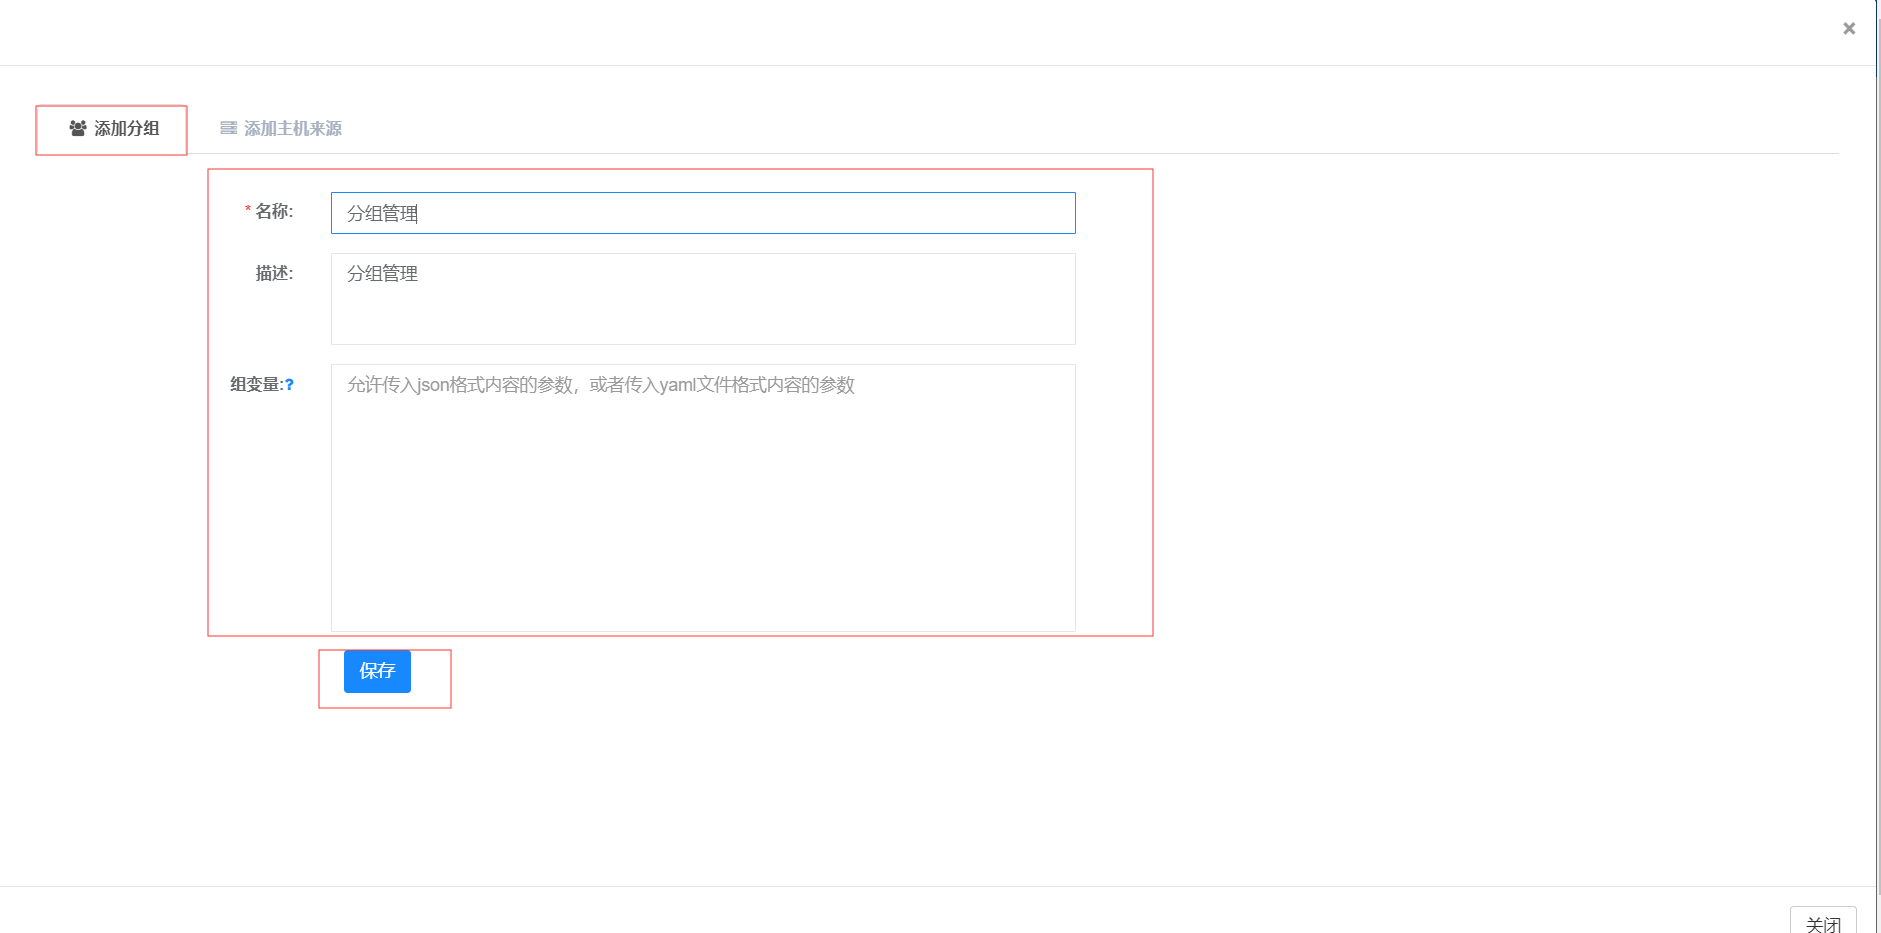 ×
添加分组 添加主机来源
* 名称: 分组管理
描述: 分组管理
组变量:? 允许传入json格式内容的参数，或者传入yaml文件格式内容的参数
保存
关闭